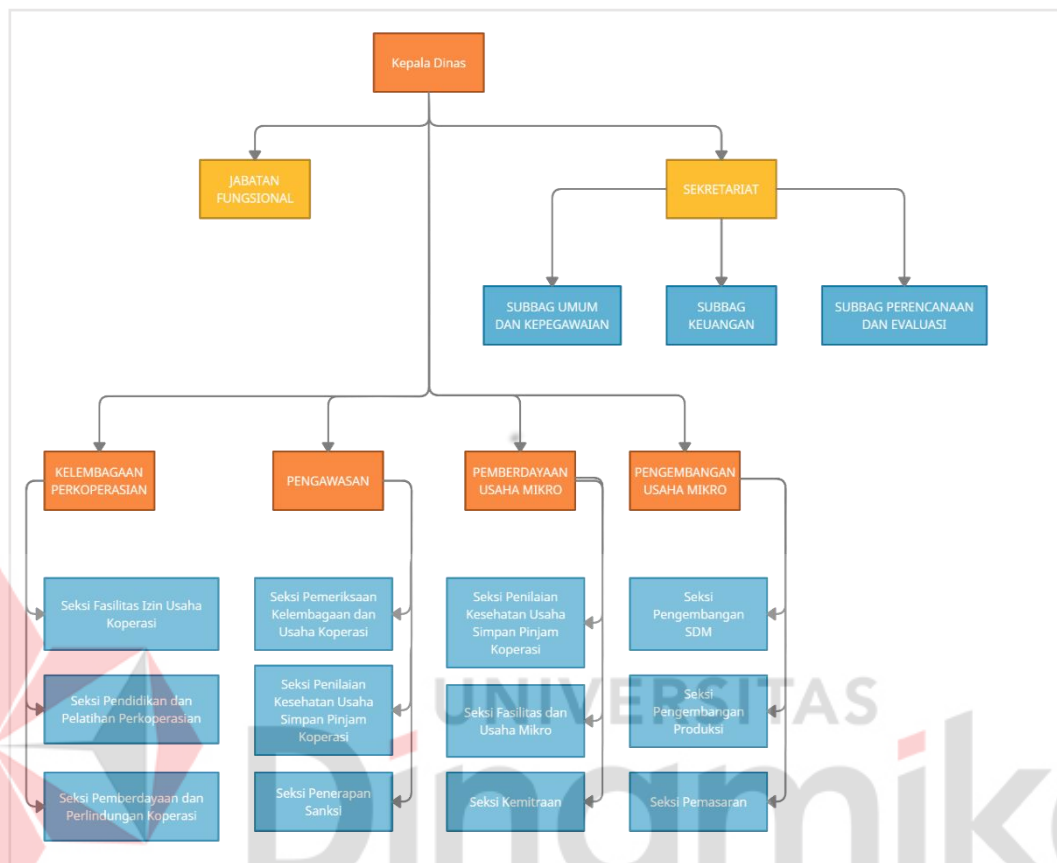 Kepala Dinas
JABATAN
FUNGSIONAL
SEKRETARIAT
SUBBAG UMUM
DAN KEPEGAWAIAN
SUBBAG
KEUANGAN
SUBBAG PERENCANAAN
DAN EVALUASI
KELEMBAGAAN
PERKOPERASIAN
PENGAWASAN
PEMBERDAYAAN
USAHA MIKRO
PENGEMBANGAN
USAHA MIKRO
Seksi Fasilitas Izin Usaha
Koperasi
Seksi Pemeriksaan
Kelembagaan dan
Usaha Koperasi
Seksi Penilaian
Kesehatan Usaha
Simpan Pinjam
Koperasi
Seksi
Pengembangan
SDM
Seksi Pendidikan dan
Pelatihan Perkoperasian
Seksi Penilaian
Kesehatan Usaha
Simpan Pinjam
Koperasi
Seksi Fasilitas dan
Usaha Mikro
Seksi
Pengembangan
Produksi
Seksi Pemberdayaan dan
Perlindungan Koperasi
Seksi Penerapan
Sanksi
Seksi Kemitraan
Seksi Pemasaran
UNIVERSITAS
Dinamika